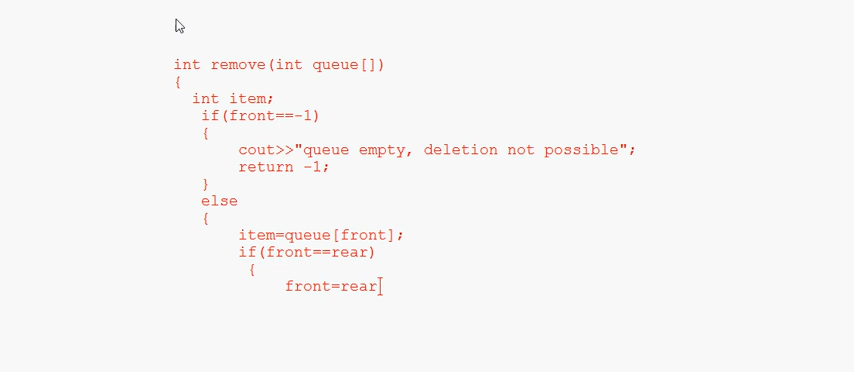 int remove(int queue[])
{
int item;
if(front==-1)
{
cout>>"queue empty, deletion not possible";
return -1;
}
else
{
item=queue[front];
if(front==rear)
{
front=rear